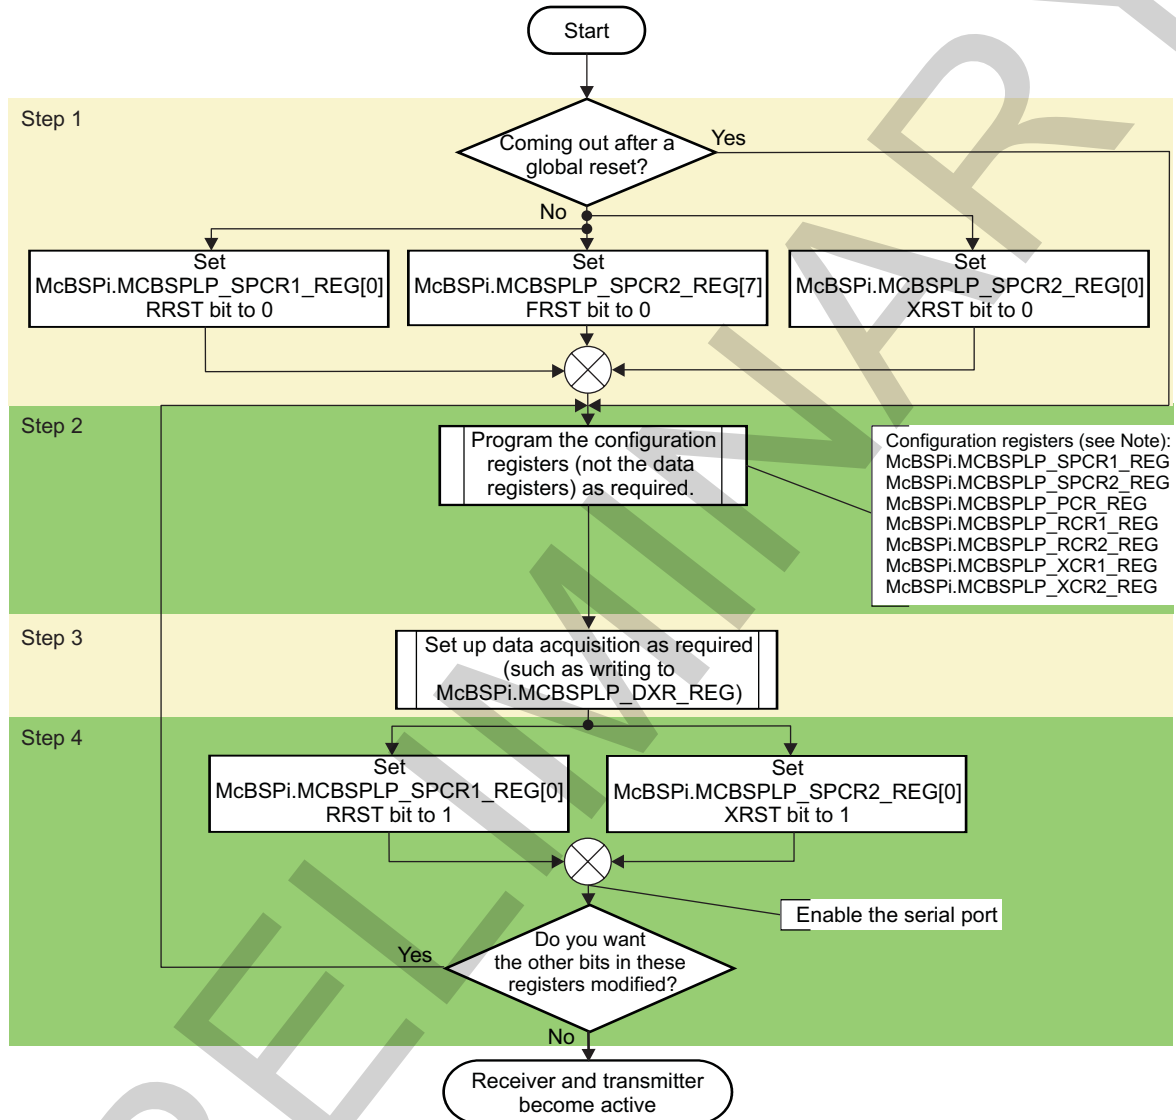 Start
Step 1
Coming out after a
global reset?
Yes
No
Set
McBSPi.MCBSPLP_SPCR1_REG[0]
RRST bit to 0
Set
McBSPi.MCBSPLP_SPCR2_REG[7]
FRST bit to 0
Set
McBSPi.MCBSPLP_SPCR2_REG[0]
XRST bit to 0
Step 2
Program the configuration
registers (not the data
registers) as required.
Configuration registers (see Note):
McBSPi.MCBSPLP_SPCR1_REG
McBSPi.MCBSPLP_SPCR2_REG
McBSPi.MCBSPLP_PCR_REG
McBSPi.MCBSPLP_RCR1_REG
McBSPi.MCBSPLP_RCR2_REG
McBSPi.MCBSPLP_XCR1_REG
McBSPi.MCBSPLP_XCR2_REG
Step 3
Set up data acquisition as required
(such as writing to
McBSPi.MCBSPLP_DXR_REG)
Step 4
Set
McBSPi.MCBSPLP_SPCR1_REG[0]
RRST bit to 1
Set
McBSPi.MCBSPLP_SPCR2_REG[0]
XRST bit to 1
Enable the serial port
Do you want
the other bits in these
registers modified?
Yes
No
Receiver and transmitter
become active
ELIMINARY